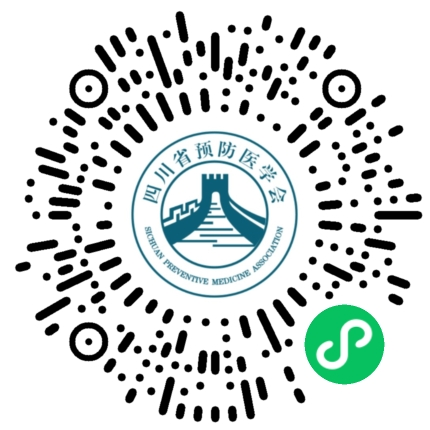 四川省预防医学会
SICHUAN PREVENTIVE MEDICINE ASSOCIATION